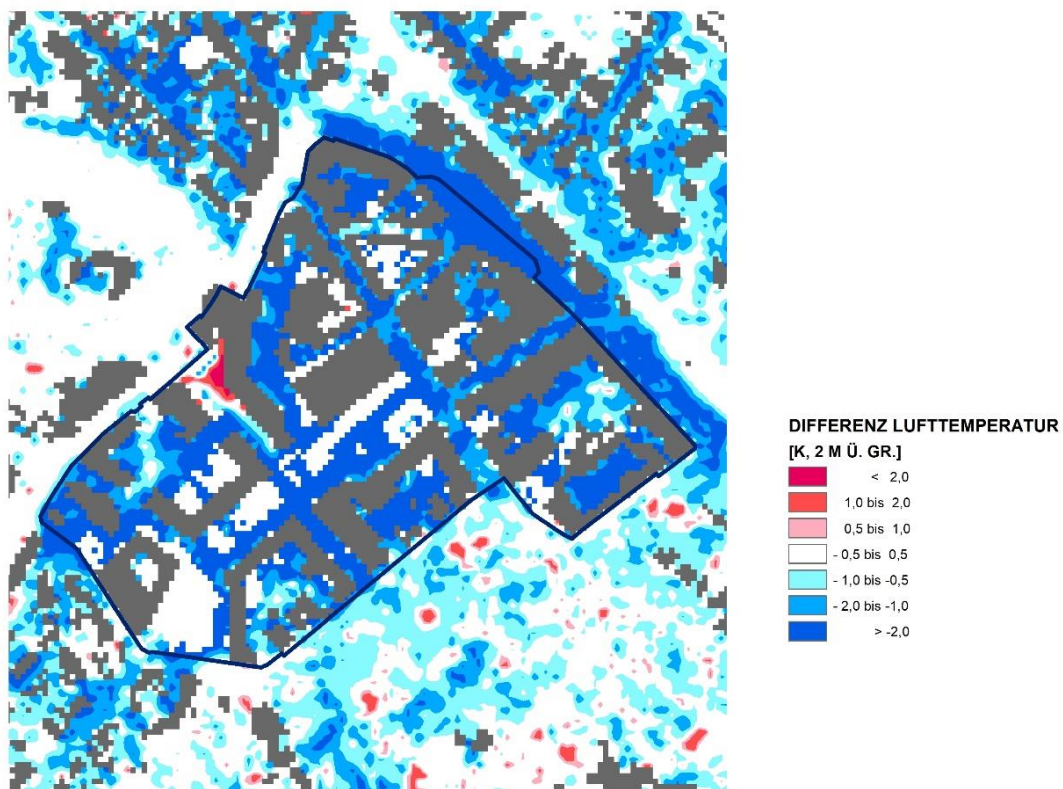 DIFFERENZ LUFTTEMPERATUR
[K, 2 M Ü. GR.]
< 2,0
1,0 bis 2,0
0,5 bis 1,0
- 0,5 bis 0,5
- 1,0 bis -0,5
- 2,0 bis -1,0
> -2,0